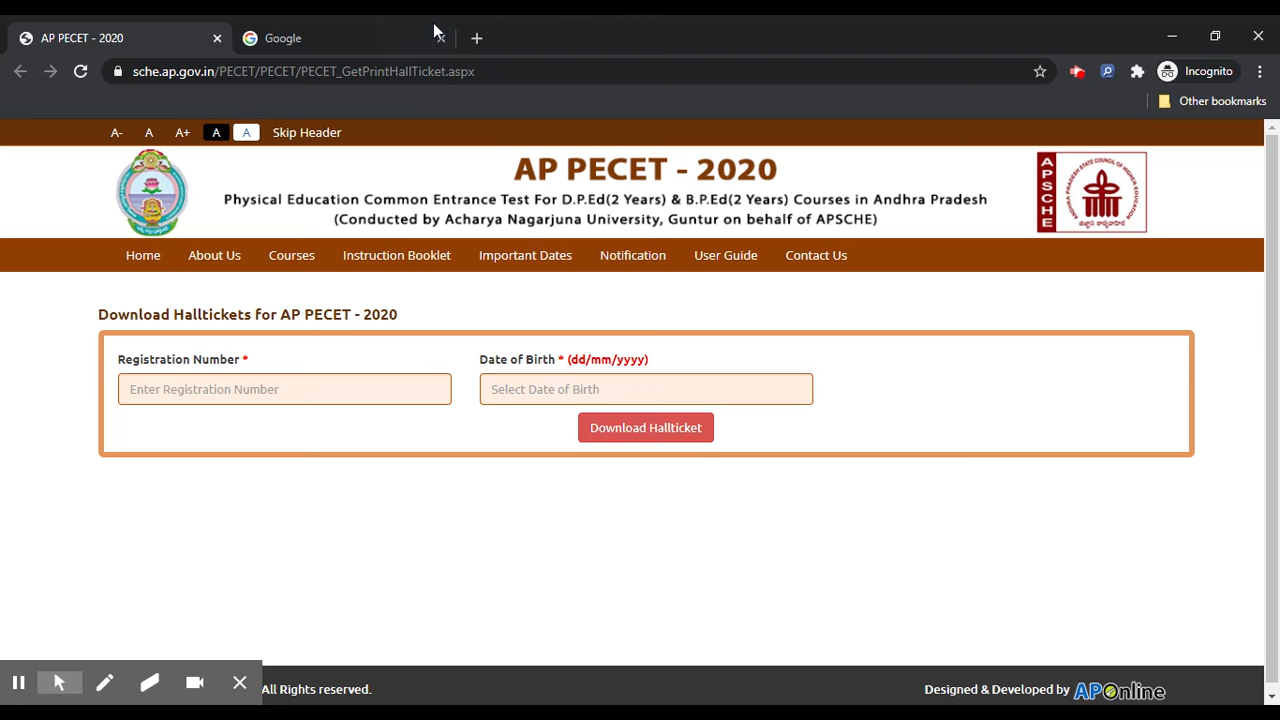 AP PECET - 2020
Google
sche.ap.gov.in/PECET/PECET/PECET_GetPrintHallTicket.aspx
Incognito
Other bookmarks
A- A A+ A A Skip Header
AP PECET - 2020
Physical Education Common Entrance Test For D.P.Ed(2 Years) & B.P.Ed(2 Years) Courses in Andhra Pradesh
(Conducted by Acharya Nagarjuna University, Guntur on behalf of APSCHE)
APSCHE
Home About Us Courses Instruction Booklet Important Dates Notification User Guide Contact Us
Download Halltickets for AP PECET - 2020
Registration Number * Date of Birth * (dd/mm/yyyy)
Enter Registration Number Select Date of Birth
Download Hallticket
All Rights reserved. Designed & Developed by APOnline